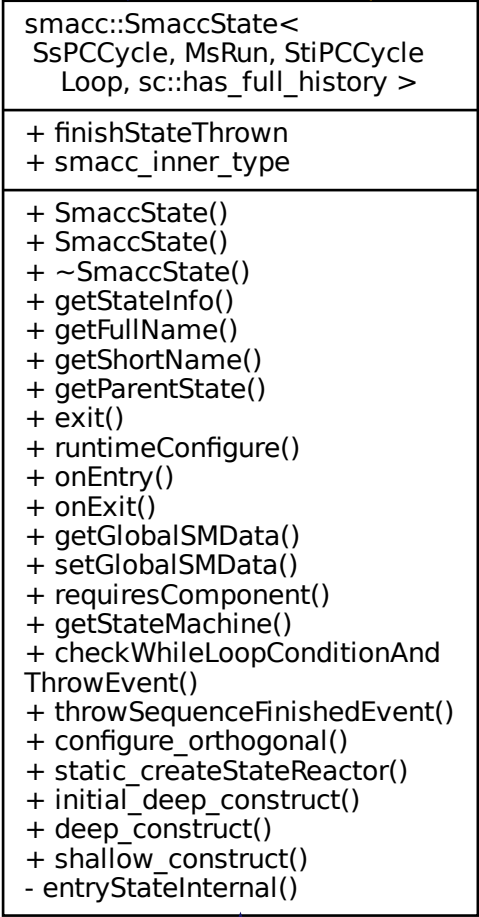 smacc::SmaccState<
SsPCCycle, MsRun, StiPCCycle
Loop, sc::has_full_history >
+ finishStateThrown
+ smacc_inner_type
+ SmaccState()
+ SmaccState()
+ ~SmaccState()
+ getStateInfo()
+ getFullName()
+ getShortName()
+ getParentState()
+ exit()
+ runtimeConfigure()
+ onEntry()
+ onExit()
+ getGlobalSMData()
+ setGlobalSMData()
+ requiresComponent()
+ getStateMachine()
+ checkWhileLoopConditionAnd
ThrowEvent()
+ throwSequenceFinishedEvent()
+ configure_orthogonal()
+ static_createStateReactor()
+ initial_deep_construct()
+ deep_construct()
+ shallow_construct()
- entryStateInternal()